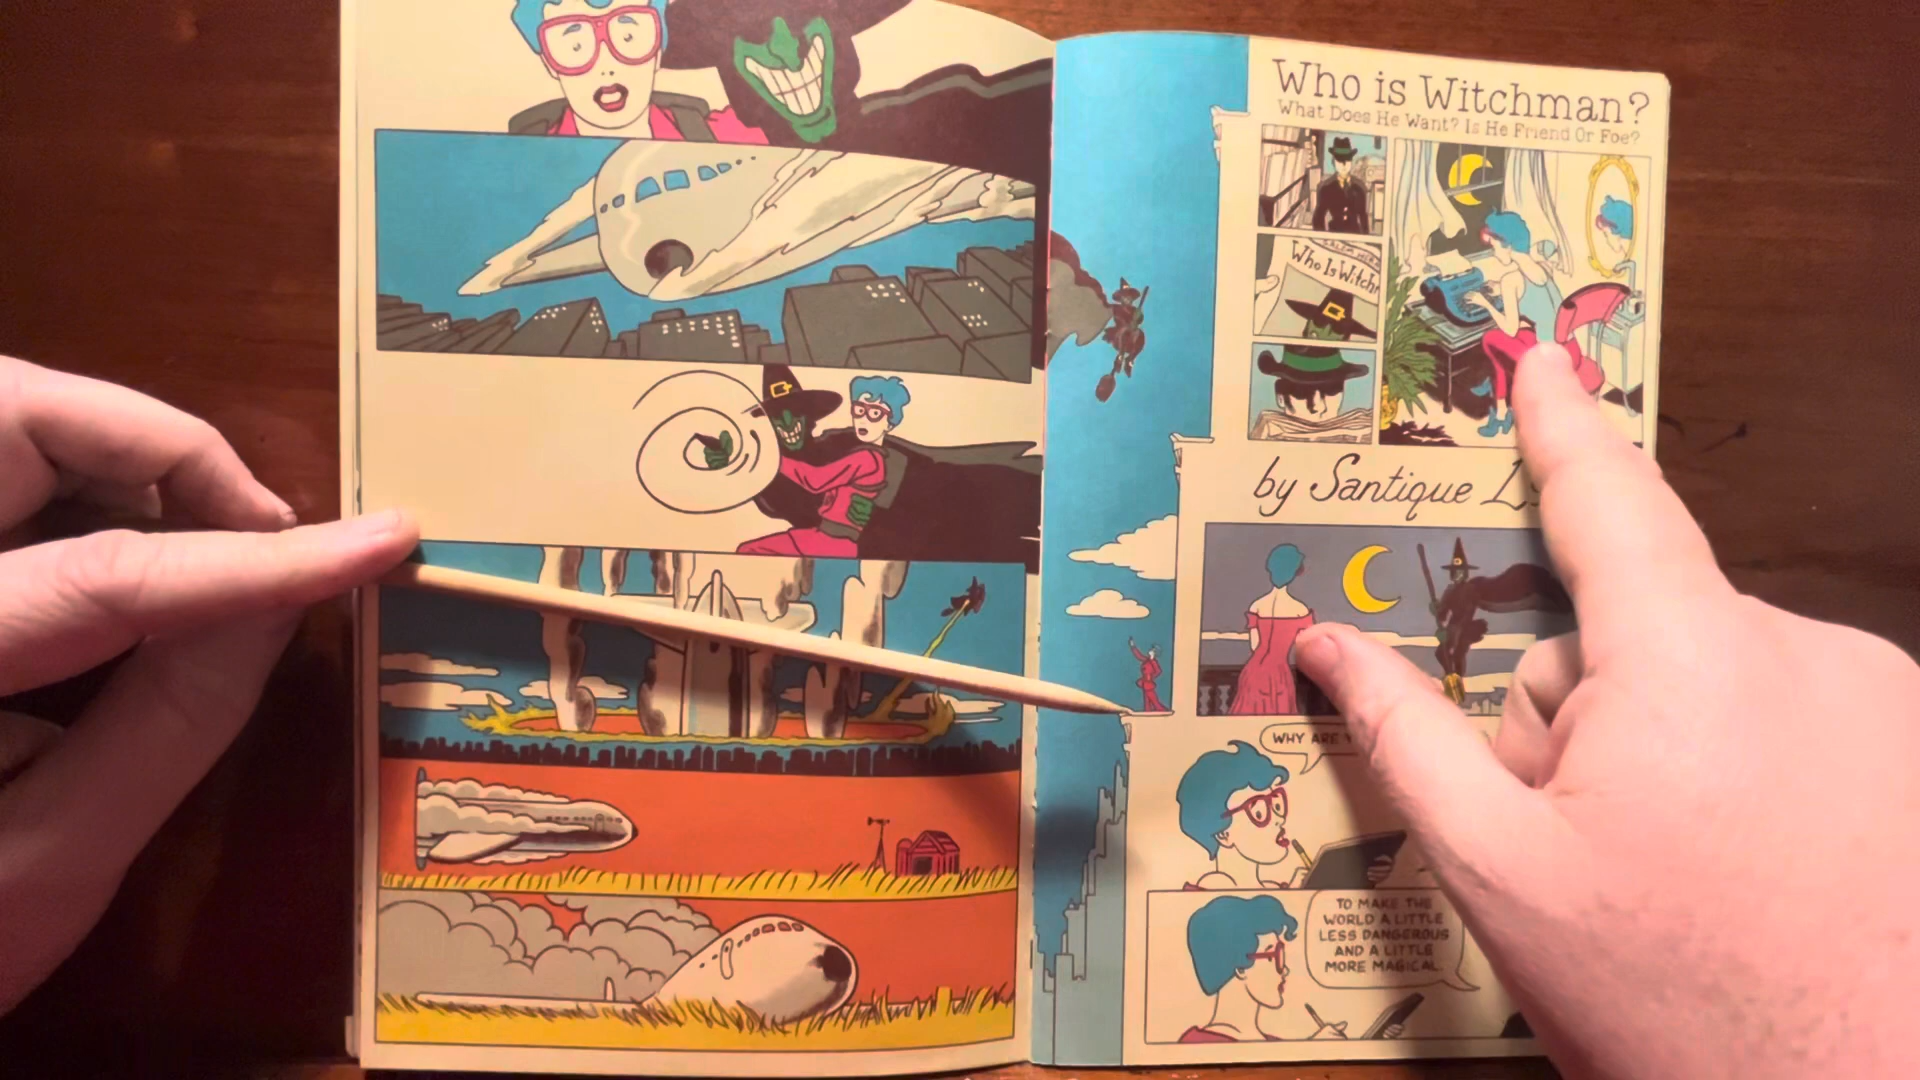 Who is Witchman?
What Does He Want? Is He Friend Or Foe?
Who Is Witch
by Santique
WHY ARE
TO MAKE THE
WORLD A LITTLE
LESS DANGEROUS
AND A LITTLE
MORE MAGICAL.